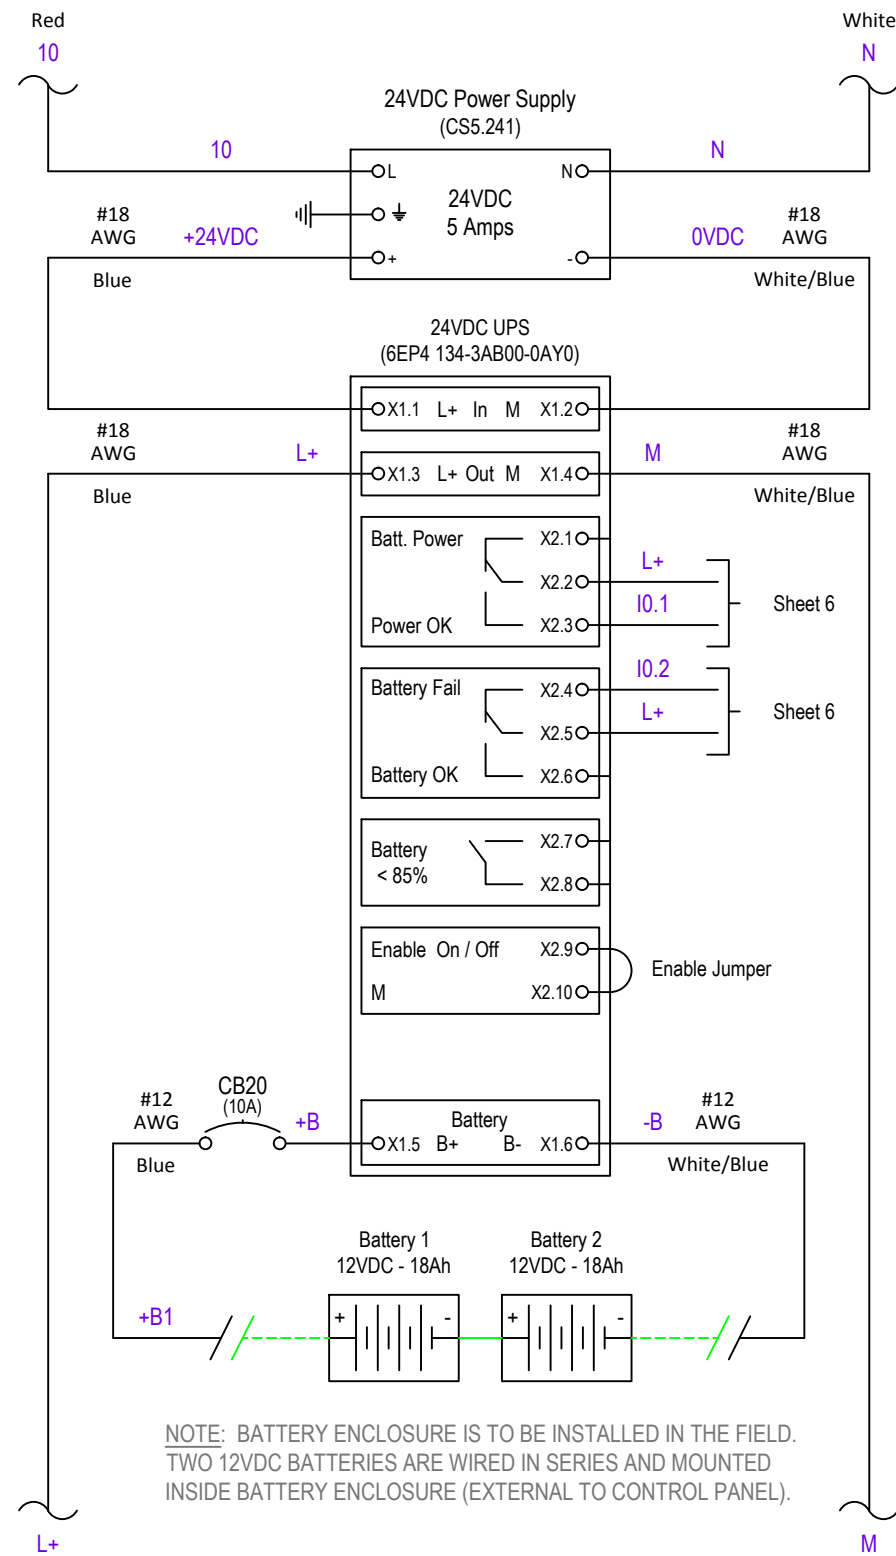 Red
White
10
N
24VDC Power Supply
(CS5.241)
10
N
L
N
24VDC
5 Amps
#18
AWG
+24VDC
0VDC
#18
AWG
+
-
Blue
White/Blue
24VDC UPS
(6EP4 134-3AB00-0AY0)
X1.1 L+ In M X1.2
#18
AWG
L+
M
#18
AWG
X1.3 L+ Out M X1.4
Blue
White/Blue
Batt. Power
X2.1
L+
X2.2
I0.1
Sheet 6
Power OK
X2.3
I0.2
Battery Fail
X2.4
L+
Sheet 6
X2.5
Battery OK
X2.6
X2.7
Battery
< 85%
X2.8
Enable On / Off
X2.9
Enable Jumper
M
X2.10
CB20
(10A)
#12
AWG
+B
Battery
-B
#12
AWG
X1.5 B+ B- X1.6
Blue
White/Blue
Battery 1
12VDC - 18Ah
Battery 2
12VDC - 18Ah
+B1
+ -
+ -
NOTE: BATTERY ENCLOSURE IS TO BE INSTALLED IN THE FIELD.
TWO 12VDC BATTERIES ARE WIRED IN SERIES AND MOUNTED
INSIDE BATTERY ENCLOSURE (EXTERNAL TO CONTROL PANEL).
L+
M